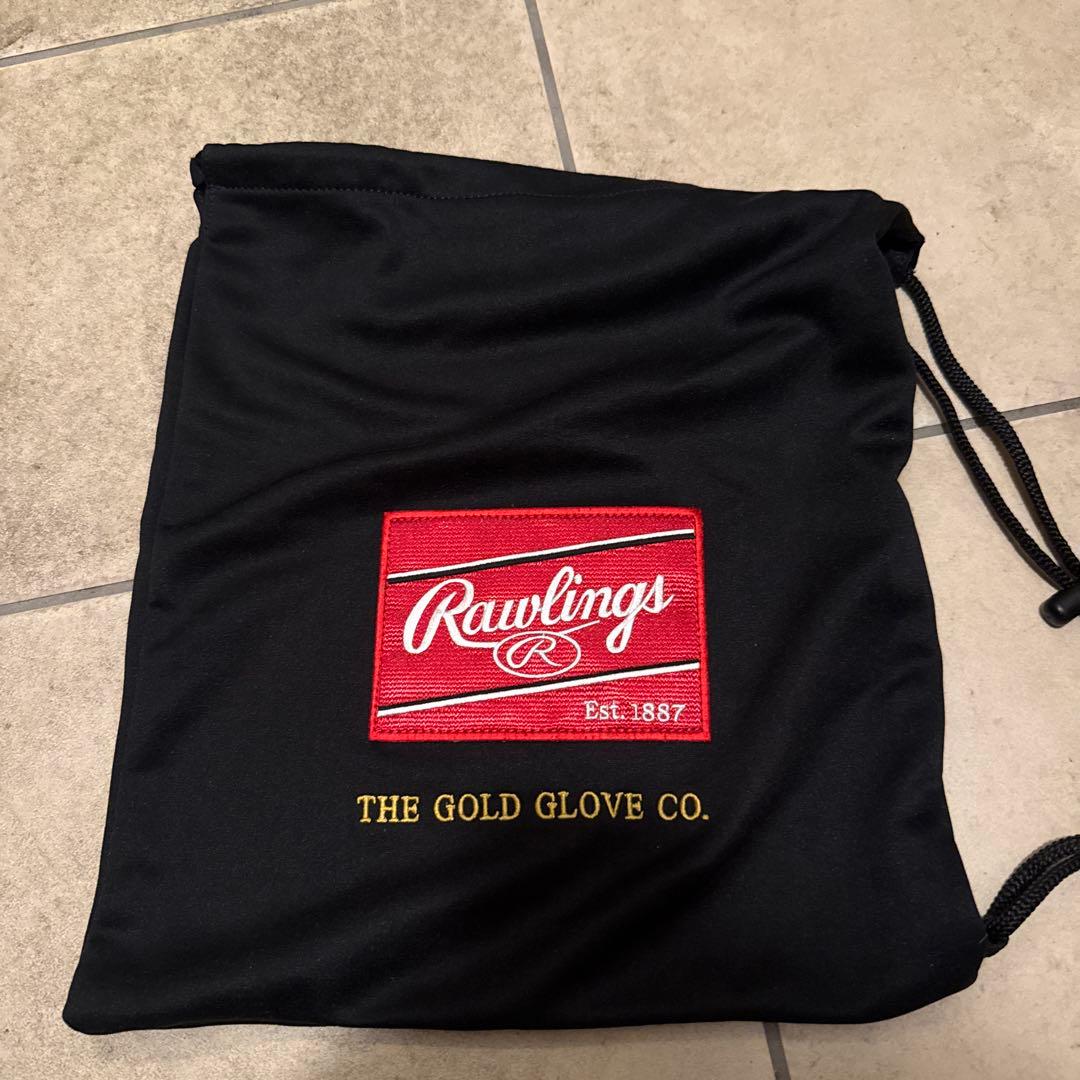 Rawlings
R
Est. 1887
THE GOLD GLOVE CO.